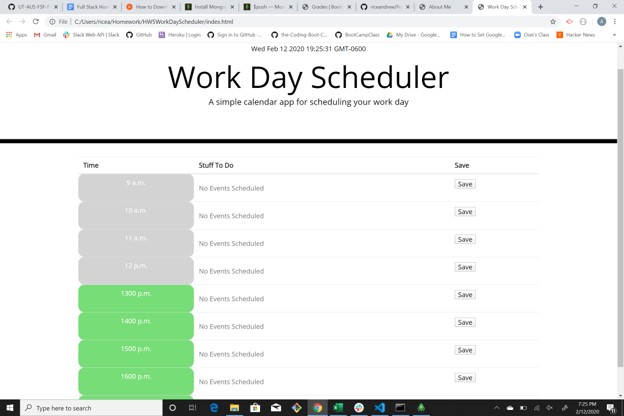 UT-AUS-FSF-
Full Stack Hon
How to Down
Install Mong
$push — Mo
Grades | Boot
riceandrew/P
About Me
Work Day Sch
File | C:/Users/ricea/Homework/HW5WorkDayScheduler/index.html
Apps Gmail Slack Web API | Slack GitHub Heroku | Login Sign in to GitHub ·... the-Coding-Boot-C... BootCampClass My Drive - Google... How to Set Google... Our Hacker News
Wed Feb 12 2020 19:25:31 GMT-0600
Work Day Scheduler
A simple calendar app for scheduling your work day
Time Stuff To Do Save
9 a.m. No Events Scheduled Save
10 a.m. No Events Scheduled Save
11 a.m. No Events Scheduled Save
12 p.m. No Events Scheduled Save
1300 p.m. No Events Scheduled Save
1400 p.m. No Events Scheduled Save
1500 p.m. No Events Scheduled Save
1600 p.m. No Events Scheduled Save
Type here to search
7:25 PM
2/12/2020